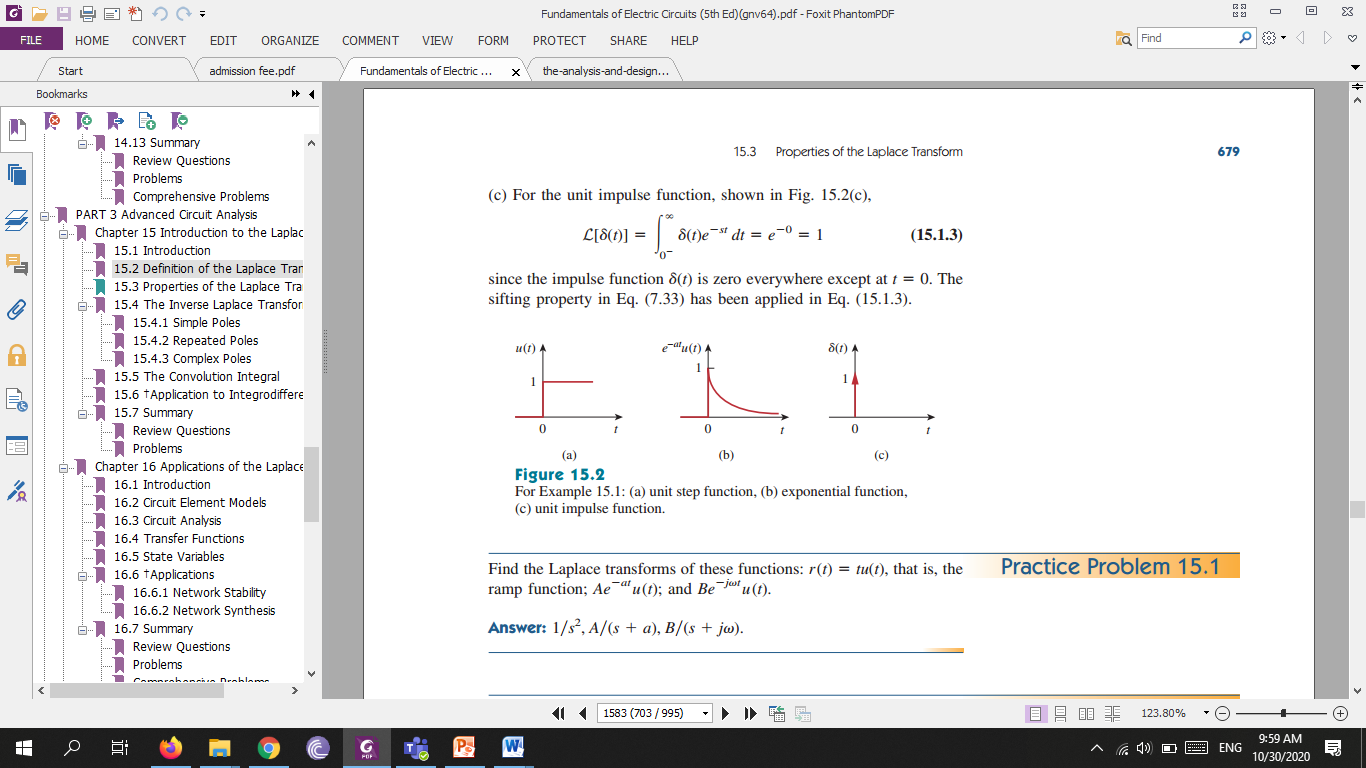 Fundamentals of Electric Circuits (5th Ed)(gnv64).pdf - Foxit PhantomPDF
FILE HOME CONVERT EDIT ORGANIZE COMMENT VIEW FORM PROTECT SHARE HELP
Find
Start
admission fee.pdf
Fundamentals of Electric ... x
the-analysis-and-design...
Bookmarks
14.13 Summary
Review Questions
Problems
Comprehensive Problems
PART 3 Advanced Circuit Analysis
Chapter 15 Introduction to the Laplac
15.1 Introduction
15.2 Definition of the Laplace Tran
15.3 Properties of the Laplace Tra
15.4 The Inverse Laplace Transfor
15.4.1 Simple Poles
15.4.2 Repeated Poles
15.4.3 Complex Poles
15.5 The Convolution Integral
15.6 †Application to Integrodiffere
15.7 Summary
Review Questions
Problems
Chapter 16 Applications of the Laplace
16.1 Introduction
16.2 Circuit Element Models
16.3 Circuit Analysis
16.4 Transfer Functions
16.5 State Variables
16.6 †Applications
16.6.1 Network Stability
16.6.2 Network Synthesis
16.7 Summary
Review Questions
Problems
Comprehensive Problems
15.3 Properties of the Laplace Transform 679
(c) For the unit impulse function, shown in Fig. 15.2(c),
ℒ[δ(t)] = ∫₀₋^∞ δ(t)e^−st dt = e^−0 = 1 (15.1.3)
since the impulse function δ(t) is zero everywhere except at t = 0. The
sifting property in Eq. (7.33) has been applied in Eq. (15.1.3).
u(t) e^−at u(t) δ(t)
1 1 1
0 t 0 t 0 t
(a) (b) (c)
Figure 15.2
For Example 15.1: (a) unit step function, (b) exponential function,
(c) unit impulse function.
Practice Problem 15.1
Find the Laplace transforms of these functions: r(t) = tu(t), that is, the
ramp function; Ae^−at u(t); and Be^−jωt u(t).
Answer: 1/s², A/(s + a), B/(s + jω).
1583 (703 / 995)
123.80%
ENG
9:59 AM
10/30/2020